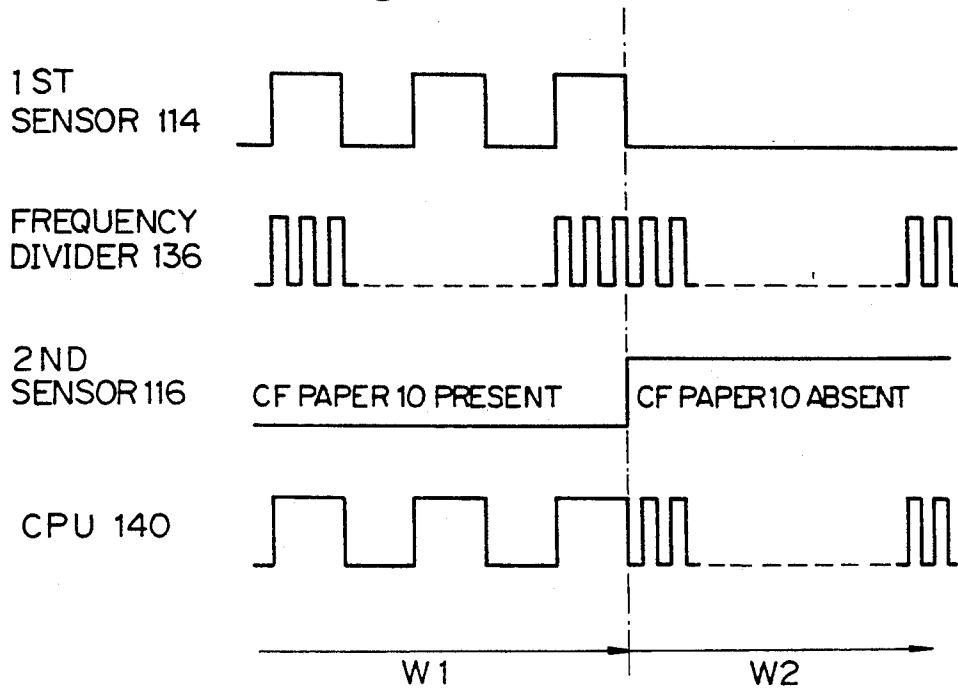 1 ST
SENSOR 114
FREQUENCY
DIVIDER 136
2 ND
SENSOR 116
CF PAPER 10 PRESENT
CF PAPER 10 ABSENT
CPU 140
W1
W2